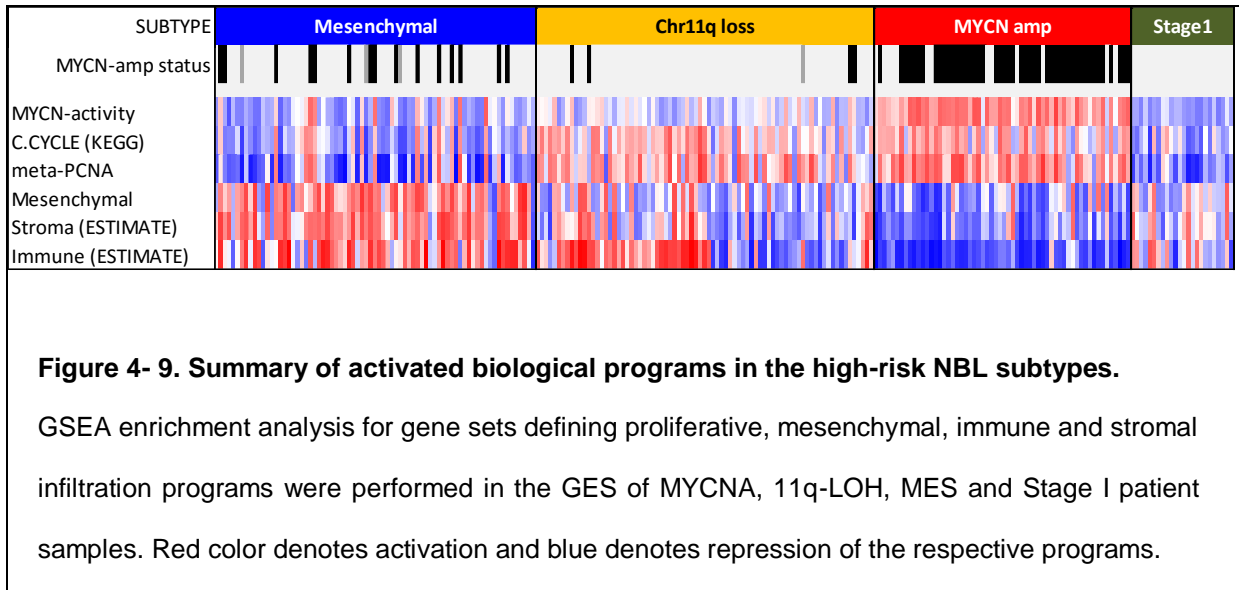 SUBTYPE Mesenchymal Chr11q loss MYCN amp Stage1
MYCN-amp status
MYCN-activity
C.CYCLE (KEGG)
meta-PCNA
Mesenchymal
Stroma (ESTIMATE)
Immune (ESTIMATE)
Figure 4- 9. Summary of activated biological programs in the high-risk NBL subtypes.
GSEA enrichment analysis for gene sets defining proliferative, mesenchymal, immune and stromal
infiltration programs were performed in the GES of MYCNA, 11q-LOH, MES and Stage I patient
samples. Red color denotes activation and blue denotes repression of the respective programs.